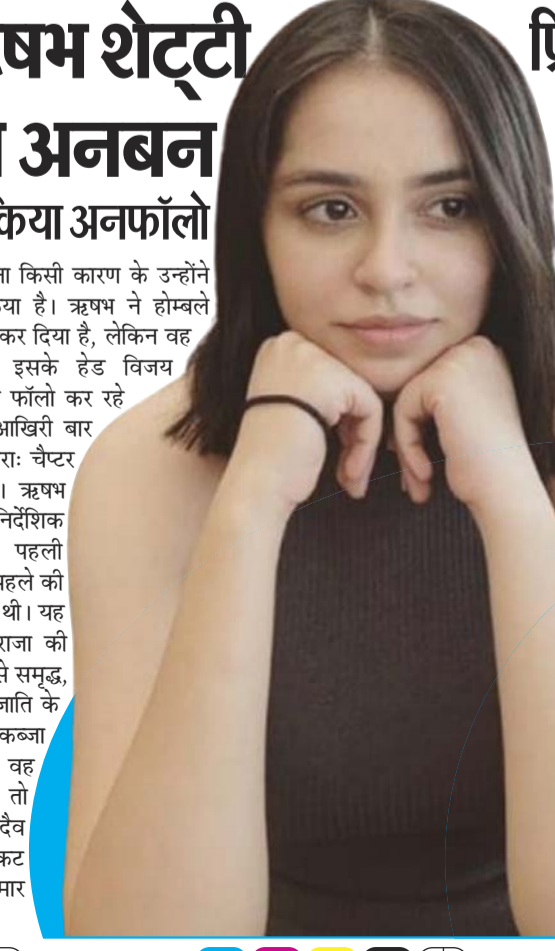 षभ शेट्टी
अनबन
किया अनफॉलो
ना किसी कारण के उन्होंने
या है। ऋषभ ने होम्बले
कर दिया है, लेकिन वह
इसके हेड विजय
फॉलो कर रहे
आखिरी बार
राः चैप्टर
। ऋषभ
निर्देशिक
पहली
पहले की
थी। यह
राजा की
से समृद्ध,
जाति के
कब्जा
वह
तो
दैव
कट
मार